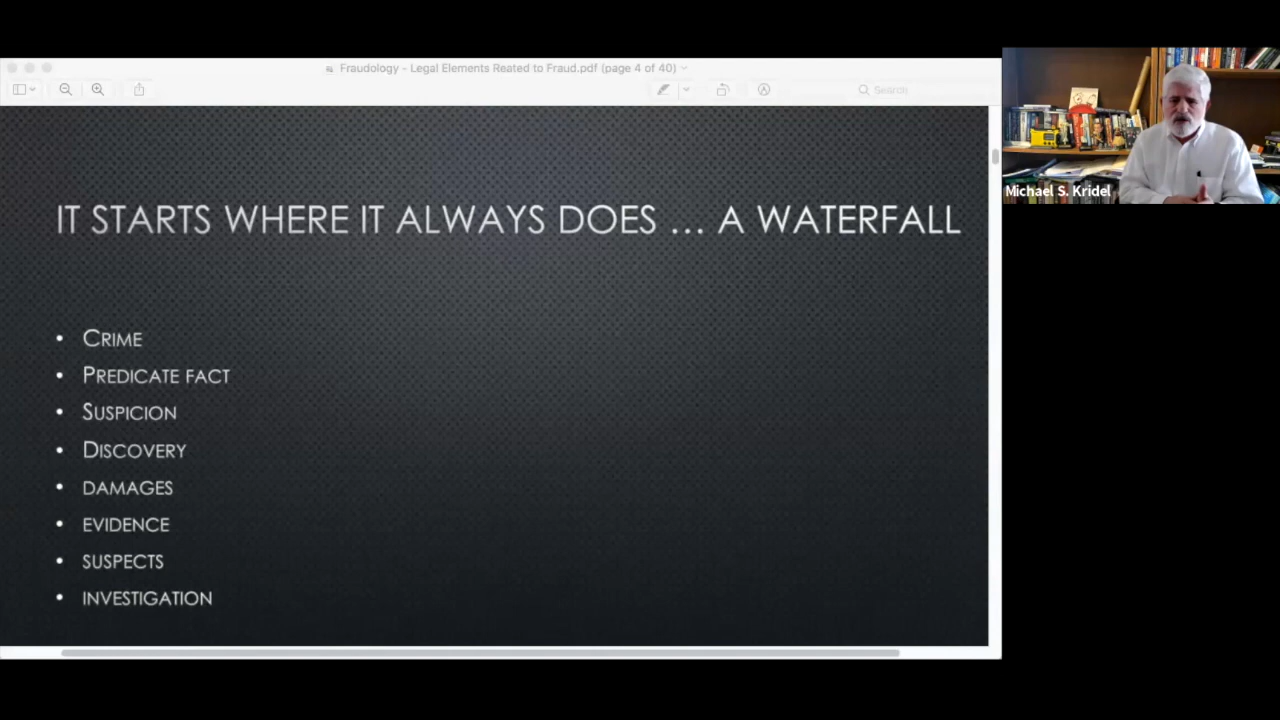 Fraudology - Legal Elements Reated to Fraud.pdf (page 4 of 40)
Search
IT STARTS WHERE IT ALWAYS DOES … A WATERFALL
• CRIME
• PREDICATE FACT
• SUSPICION
• DISCOVERY
• DAMAGES
• EVIDENCE
• SUSPECTS
• INVESTIGATION
Michael S. Kridel